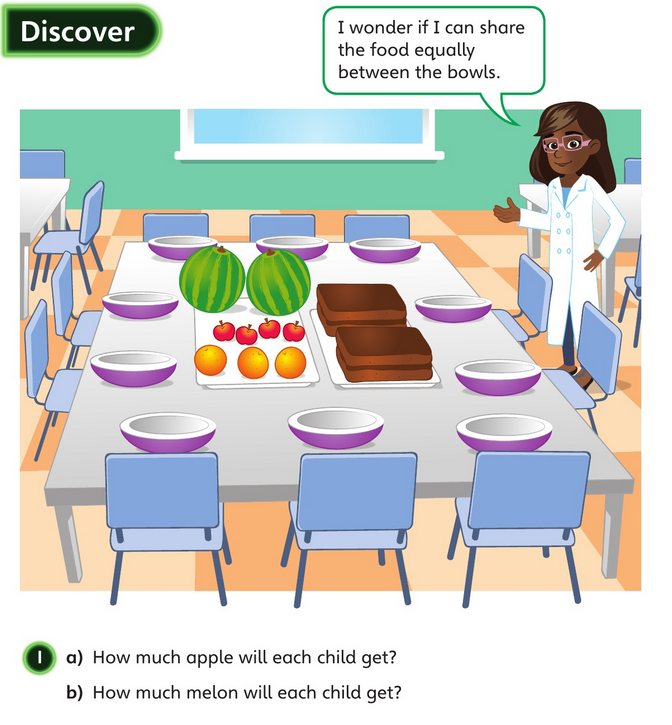 Discover
I wonder if I can share
the food equally
between the bowls.
1 a) How much apple will each child get?
b) How much melon will each child get?